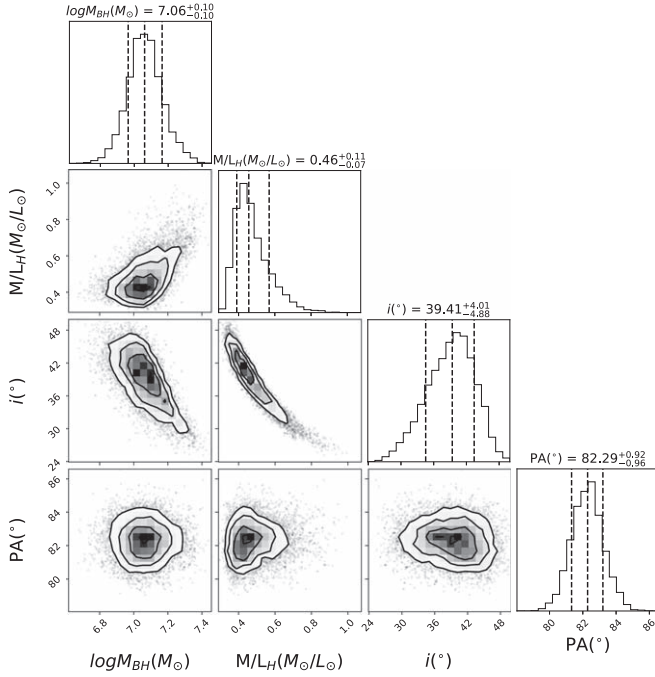 logM_BH(M_⊙) = 7.06^{+0.10}_{-0.10}
M/L_H(M_⊙/L_⊙) = 0.46^{+0.11}_{-0.07}
M/L_H(M_⊙/L_⊙)
1.0
0.8
0.6
0.4
i(°) = 39.41^{+4.01}_{-4.88}
i(°)
48
42
36
30
24
PA(°) = 82.29^{+0.92}_{-0.96}
PA(°)
86
84
82
80
6.8 7.0 7.2 7.4 0.4 0.6 0.8 1.0 24 30 36 42 48 80 82 84 86
logM_BH(M_⊙) M/L_H(M_⊙/L_⊙) i(°) PA(°)